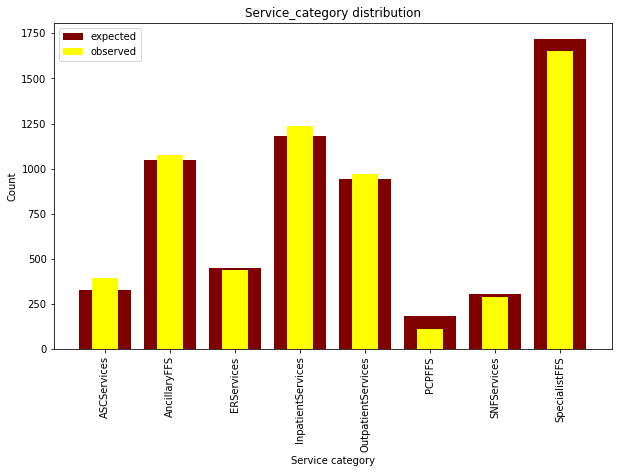 Service_category distribution
expected
observed
1750
1500
1250
1000
750
500
250
0
Count
ASCServices
AncillaryFFS
ERServices
InpatientServices
OutpatientServices
PCPFFS
SNFServices
SpecialistFFS
Service category